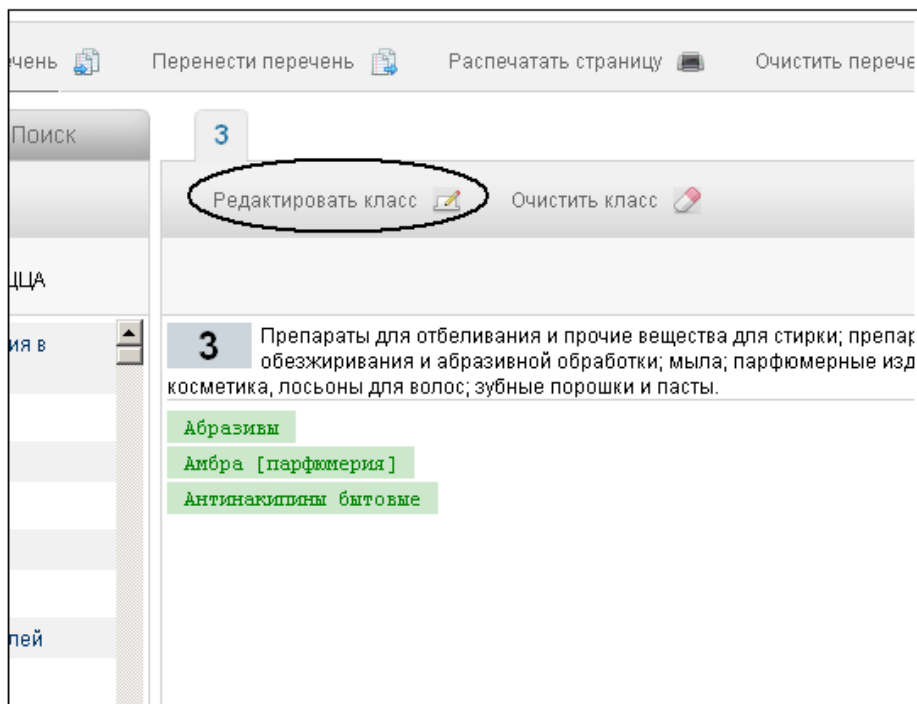 чень Перенести перечень Распечатать страницу Очистить перече
Поиск 3
Редактировать класс Очистить класс
ЦЦА
ия в
3 Препараты для отбеливания и прочие вещества для стирки; препар
обезжиривания и абразивной обработки; мыла; парфюмерные изд
косметика, лосьоны для волос; зубные порошки и пасты.
Абразивы
Амбра [парфюмерия]
Антинакипины бытовые
лей